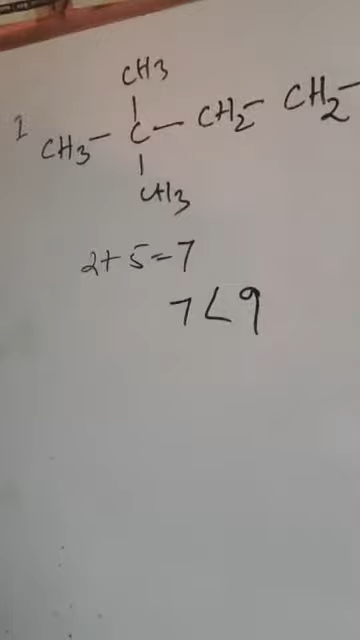 CH3
1 CH3 - C - CH2 - CH2 -
CH3
2+5=7
7<9